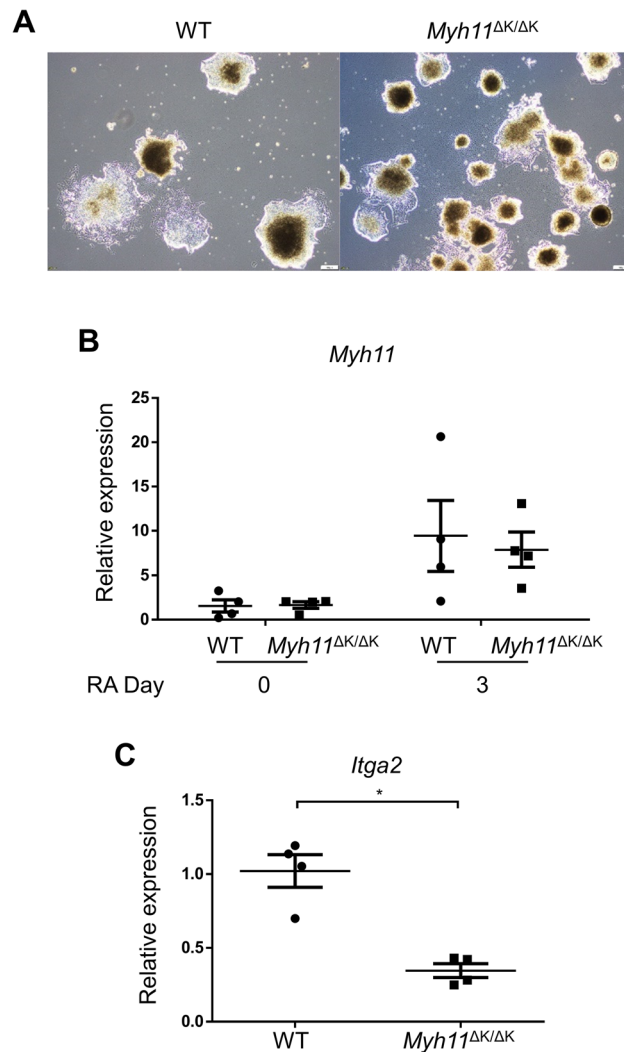 A
WT Myh11ΔK/ΔK
B
Myh11
Relative expression
25
20
15
10
5
0
WT Myh11ΔK/ΔK WT Myh11ΔK/ΔK
RA Day 0 3
C
Itga2
*
Relative expression
1.5
1.0
0.5
0.0
WT Myh11ΔK/ΔK